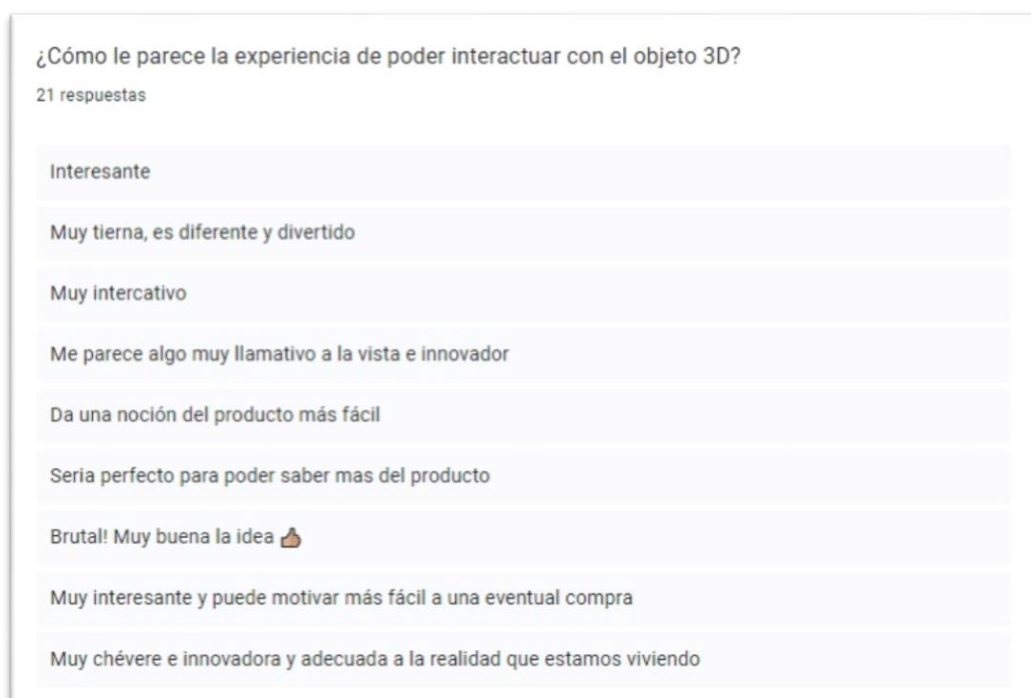 ¿Cómo le parece la experiencia de poder interactuar con el objeto 3D?
21 respuestas
Interesante
Muy tierna, es diferente y divertido
Muy intercativo
Me parece algo muy llamativo a la vista e innovador
Da una noción del producto más fácil
Seria perfecto para poder saber mas del producto
Brutal! Muy buena la idea 👍🏽
Muy interesante y puede motivar más fácil a una eventual compra
Muy chévere e innovadora y adecuada a la realidad que estamos viviendo